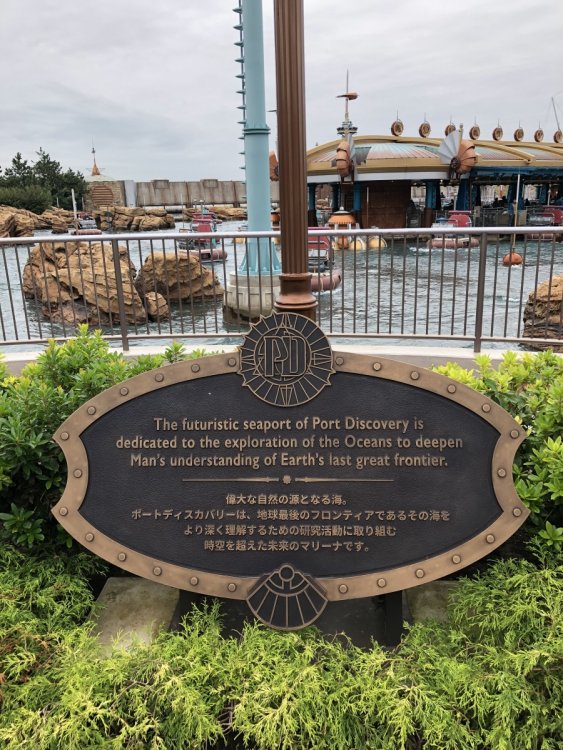 PD
The futuristic seaport of Port Discovery is
dedicated to the exploration of the Oceans to deepen
Man's understanding of Earth's last great frontier.
偉大な自然の源となる海。
ポートディスカバリーは、地球最後のフロンティアであるその海を
より深く理解するための研究活動に取り組む
時空を超えた未来のマリーナです。